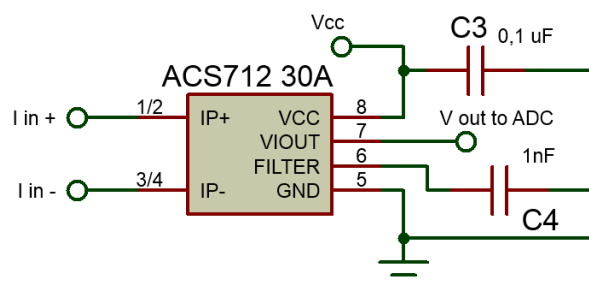 Vcc
C3
0,1 uF
ACS712 30A
I in +
1/2
IP+
VCC
8
VIOUT
7
V out to ADC
FILTER
6
1nF
I in -
3/4
IP-
GND
5
C4